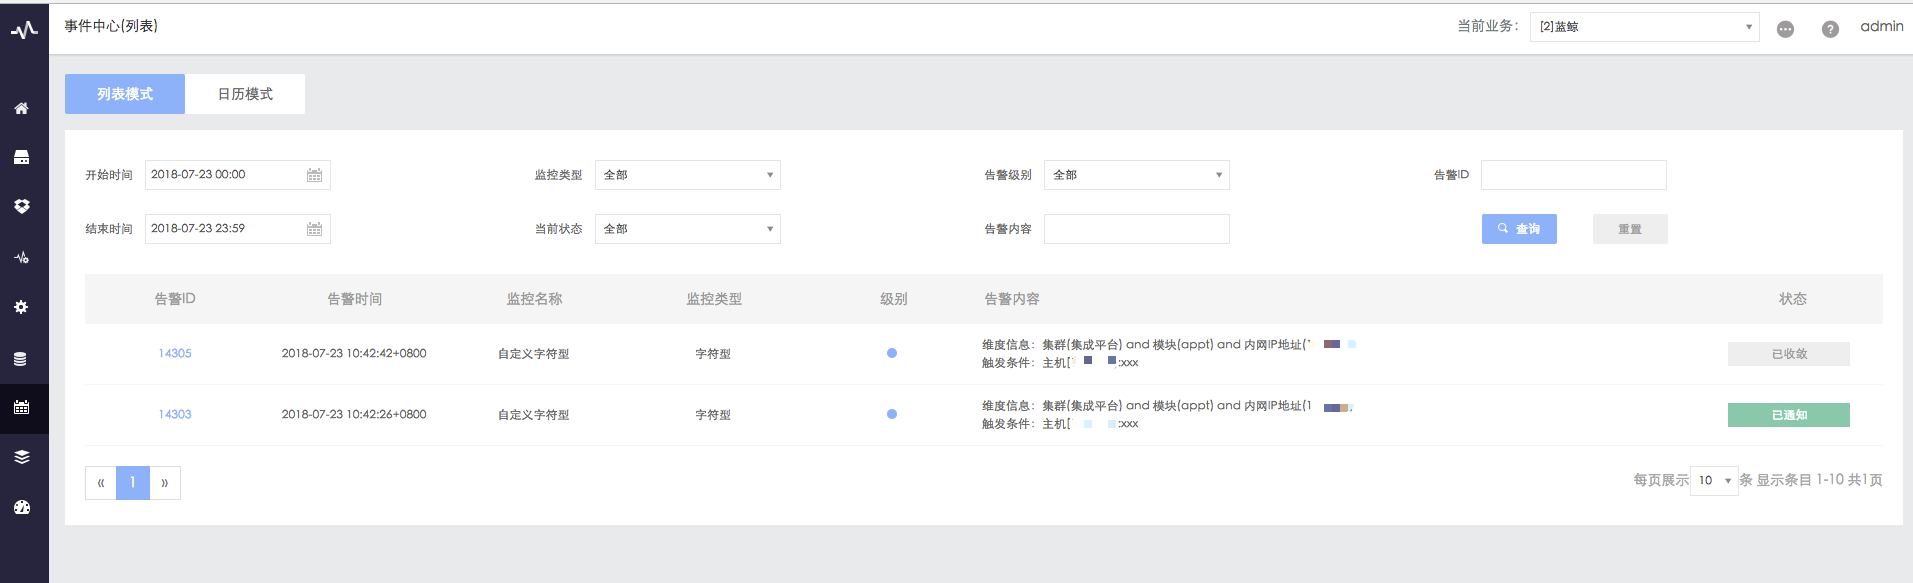 事件中心(列表)
当前业务： [2]蓝鲸 admin
列表模式 日历模式
开始时间 2018-07-23 00:00 监控类型 全部 告警级别 全部 告警ID
结束时间 2018-07-23 23:59 当前状态 全部 告警内容 查询 重置
告警ID 告警时间 监控名称 监控类型 级别 告警内容 状态
14305 2018-07-23 10:42:42+0800 自定义字符型 字符型 维度信息：集群(集成平台) and 模块(appt) and 内网IP地址(1 已收敛
触发条件：主机[ :xxx
14303 2018-07-23 10:42:26+0800 自定义字符型 字符型 维度信息：集群(集成平台) and 模块(appt) and 内网IP地址(1 已通知
触发条件：主机[ :xxx
« 1 » 每页展示 10 条 显示条目 1-10 共1页